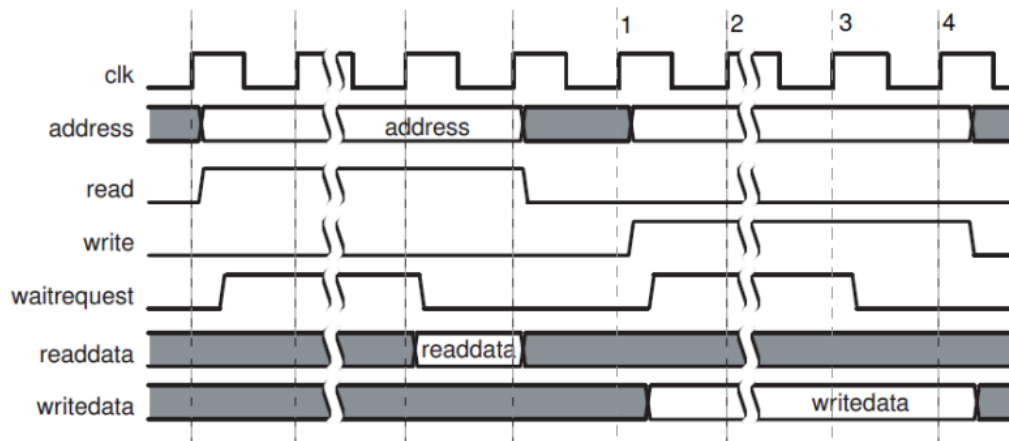 1 2 3 4
clk
address address
read
write
waitrequest
readdata readdata
writedata writedata